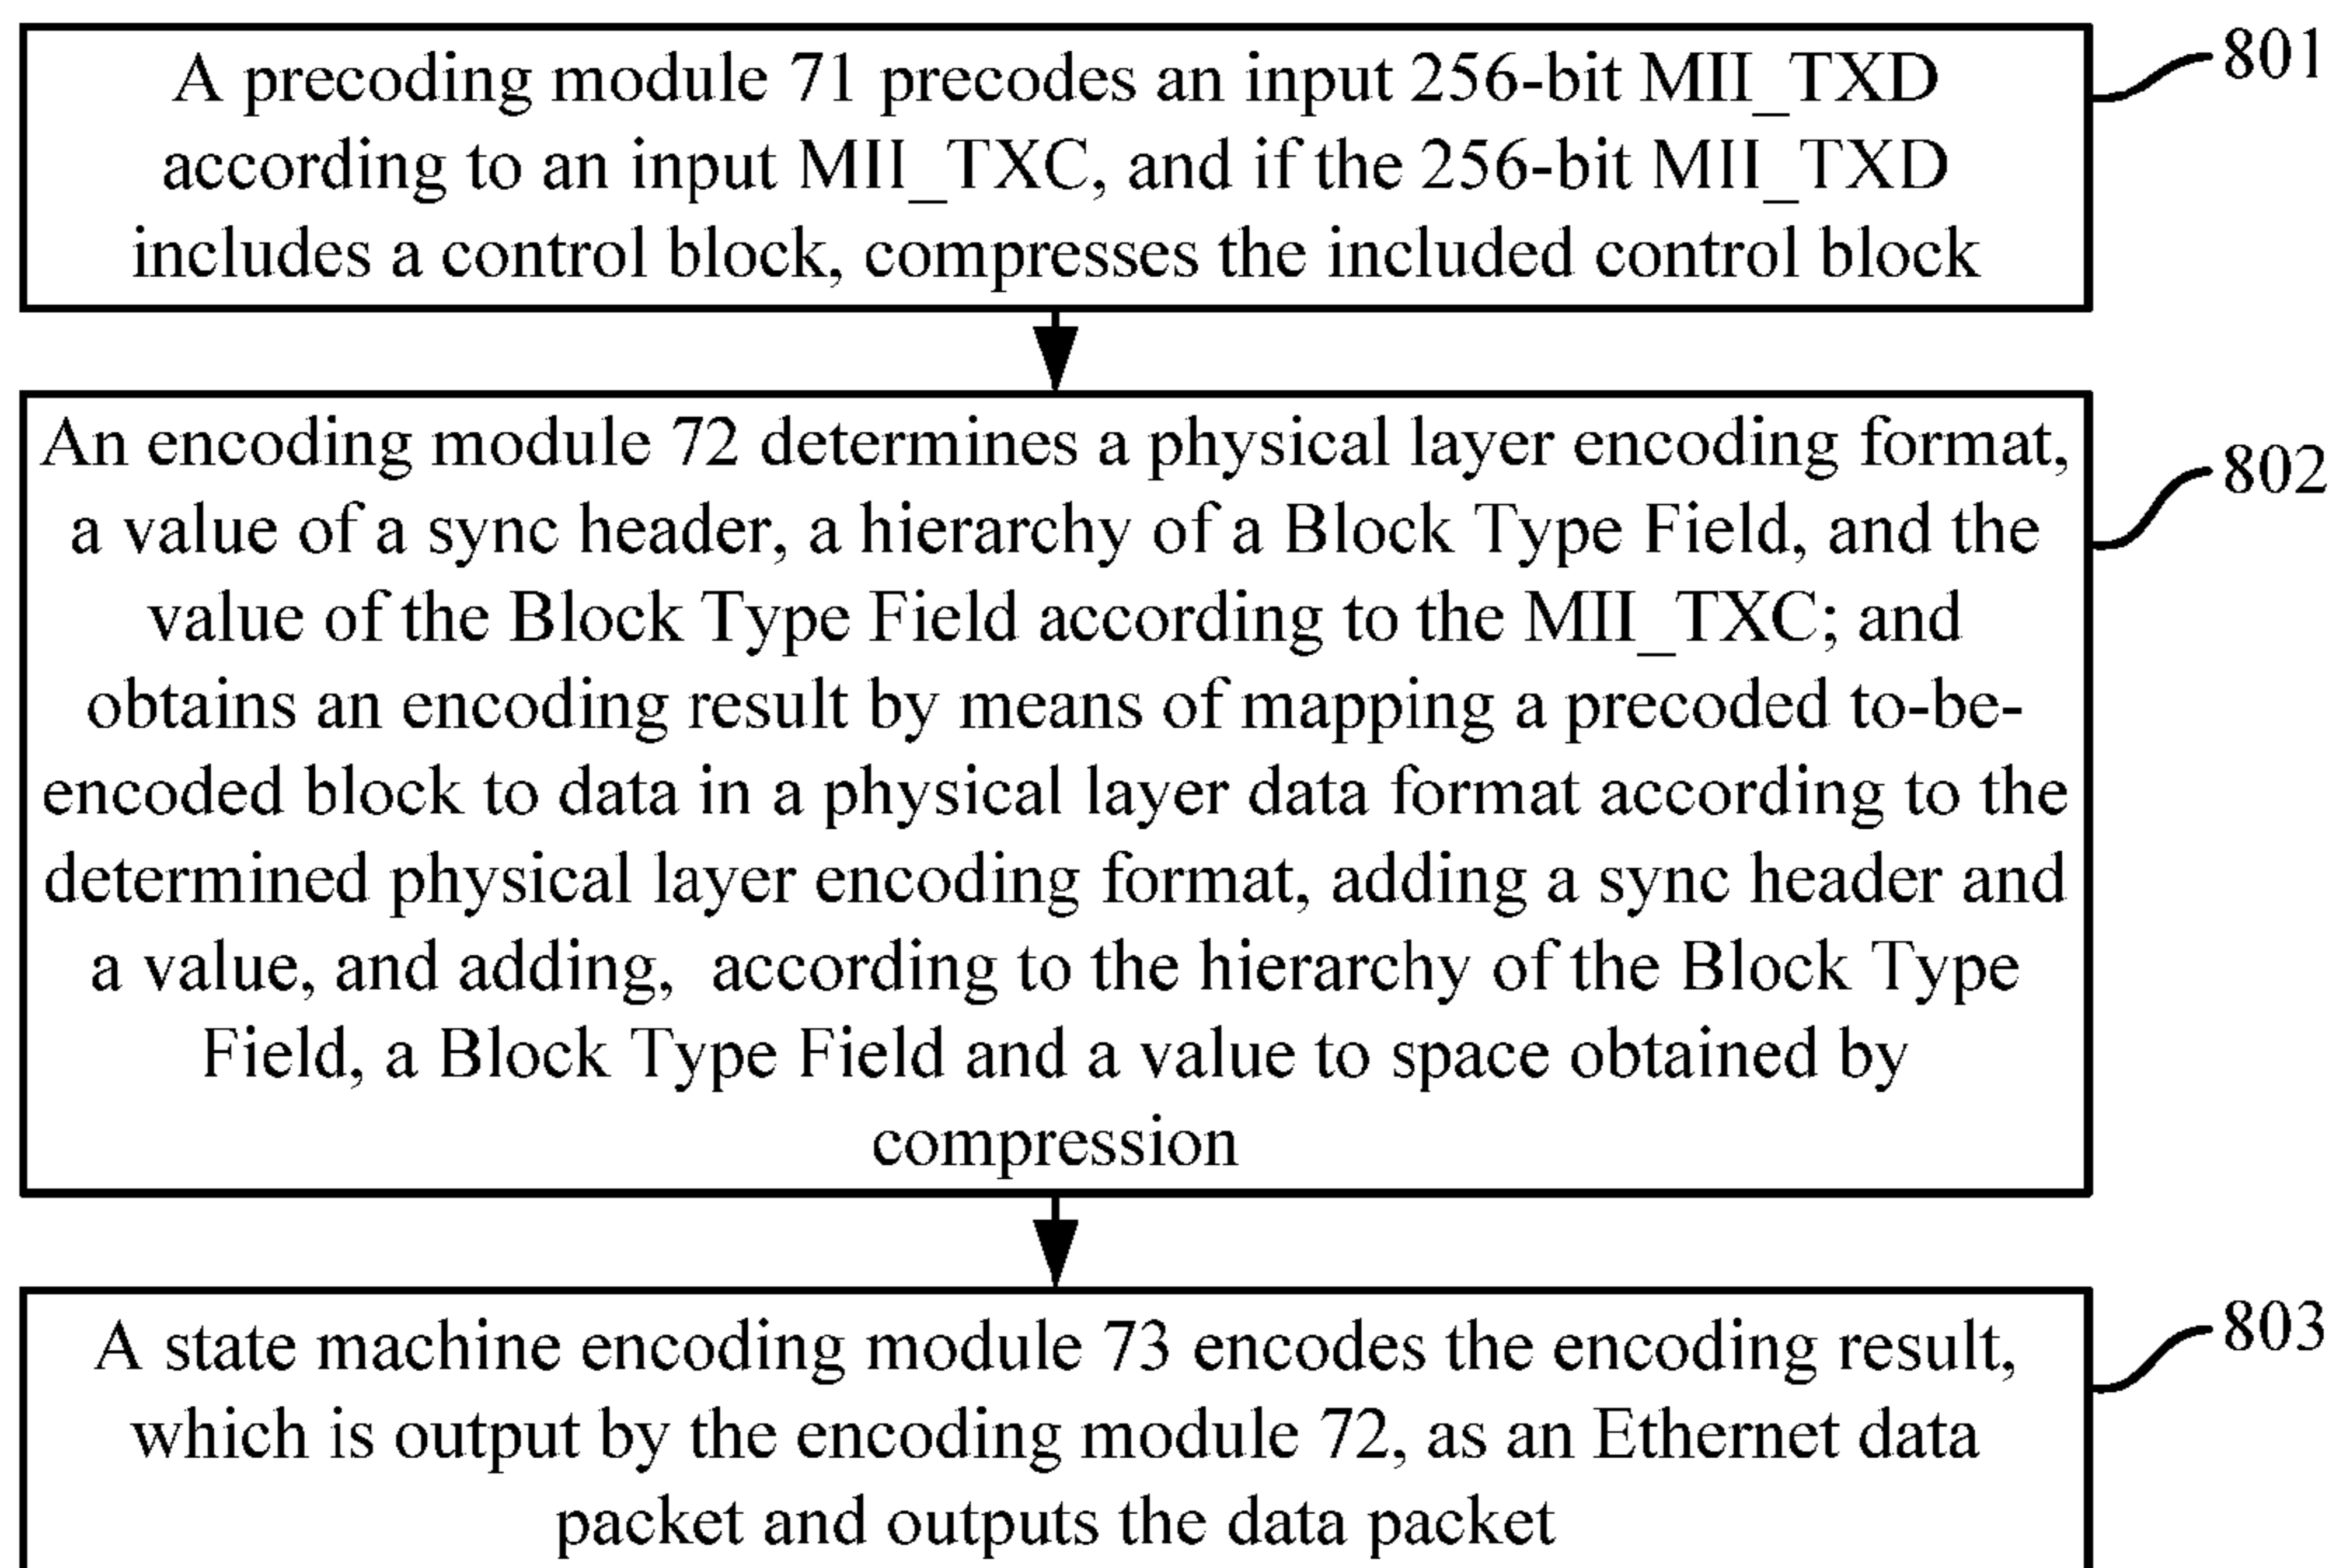 A precoding module 71 precodes an input 256-bit MII_TXD
according to an input MII_TXC, and if the 256-bit MII_TXD
includes a control block, compresses the included control block
801
An encoding module 72 determines a physical layer encoding format,
a value of a sync header, a hierarchy of a Block Type Field, and the
value of the Block Type Field according to the MII_TXC; and
obtains an encoding result by means of mapping a precoded to-be-
encoded block to data in a physical layer data format according to the
determined physical layer encoding format, adding a sync header and
a value, and adding, according to the hierarchy of the Block Type
Field, a Block Type Field and a value to space obtained by
compression
802
A state machine encoding module 73 encodes the encoding result,
which is output by the encoding module 72, as an Ethernet data
packet and outputs the data packet
803